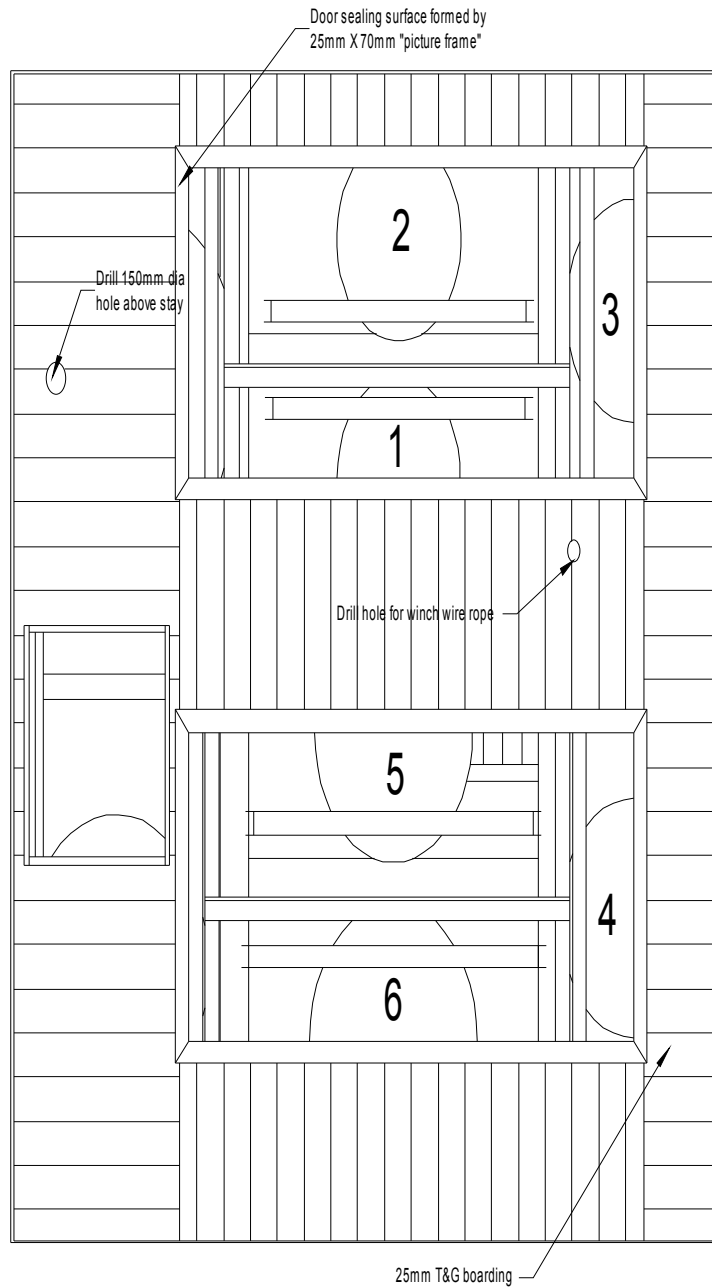 Door sealing surface formed by
25mm X 70mm "picture frame"
2
Drill 150mm dia
hole above stay
3
1
Drill hole for winch wire rope
5
4
6
25mm T&G boarding